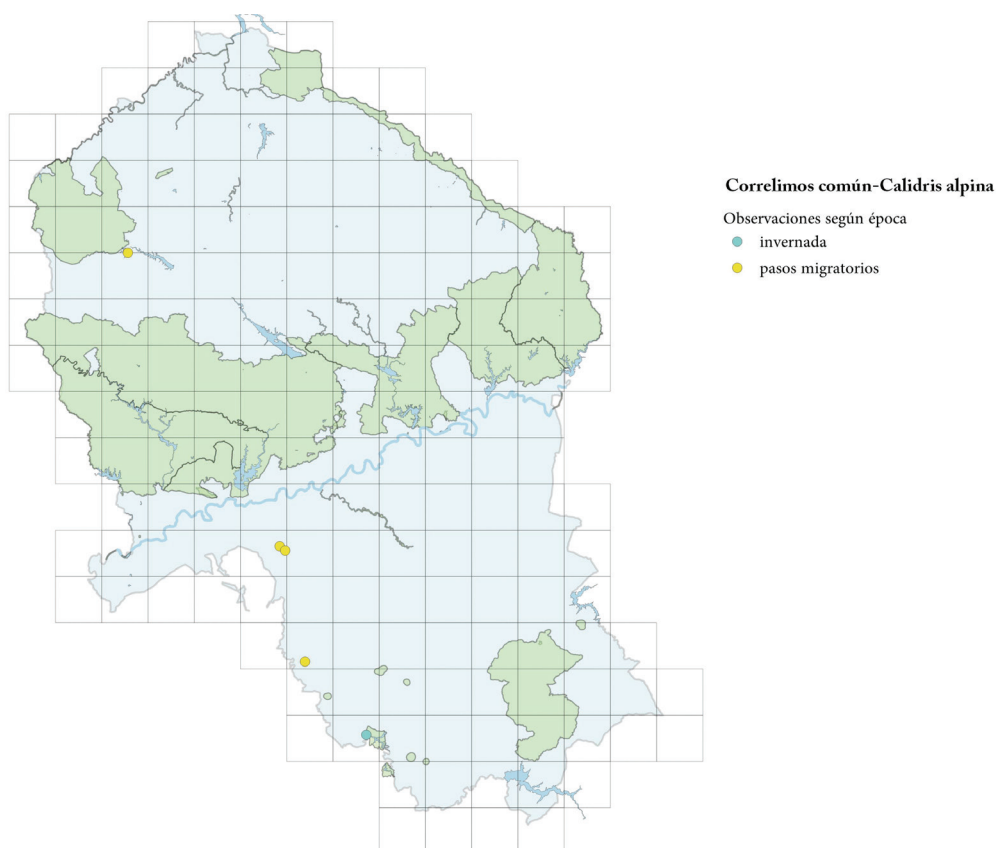 Correlimos común-Calidris alpina
Observaciones según época
invernada
pasos migratorios